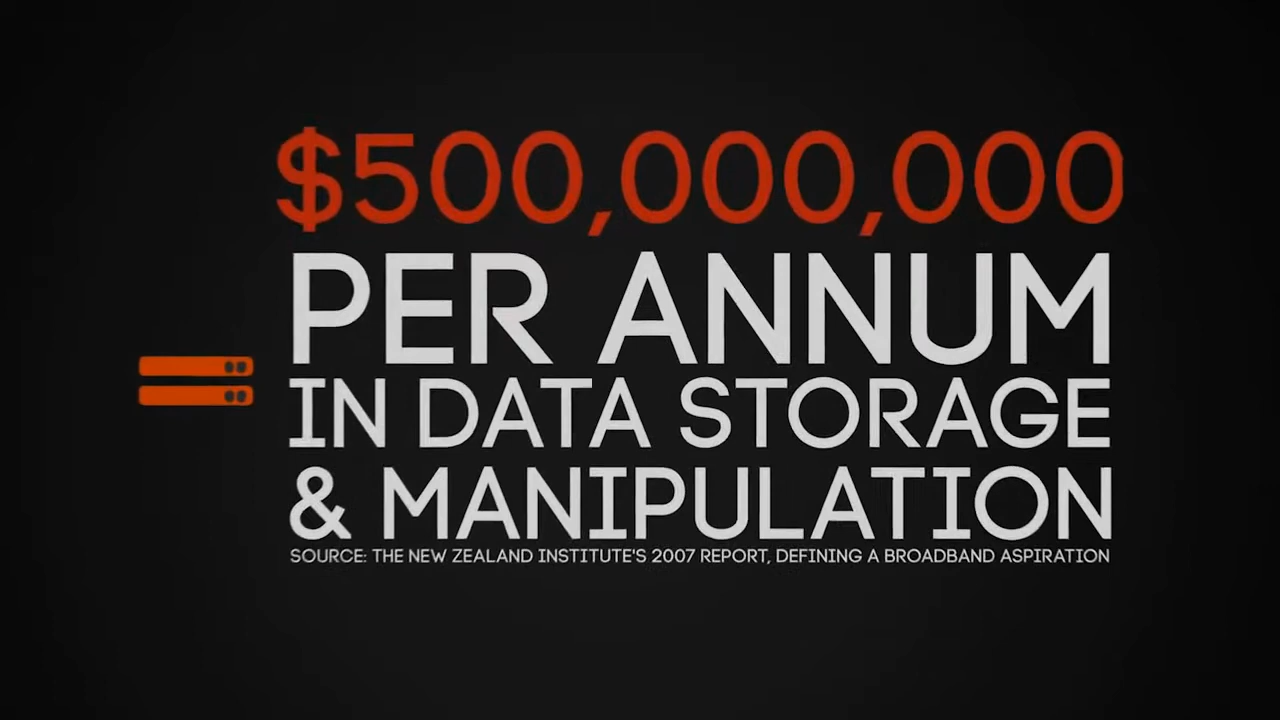 $500,000,000
PER ANNUM
IN DATA STORAGE
& MANIPULATION
SOURCE: THE NEW ZEALAND INSTITUTE'S 2007 REPORT, DEFINING A BROADBAND ASPIRATION